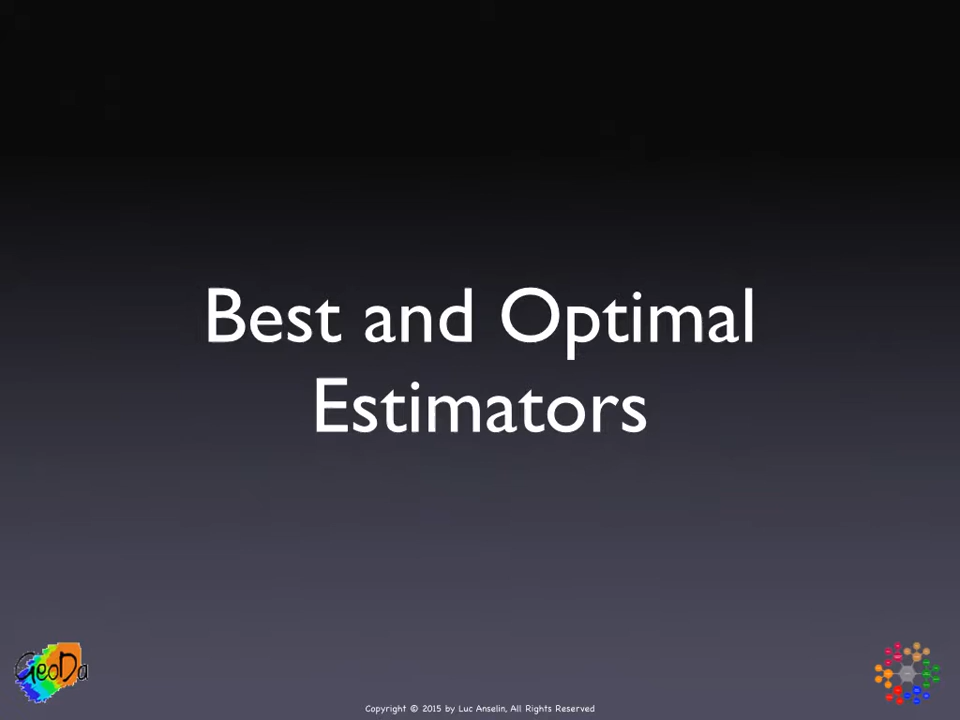 Best and Optimal
Estimators
GeoDa
Copyright © 2015 by Luc Anselin, All Rights Reserved